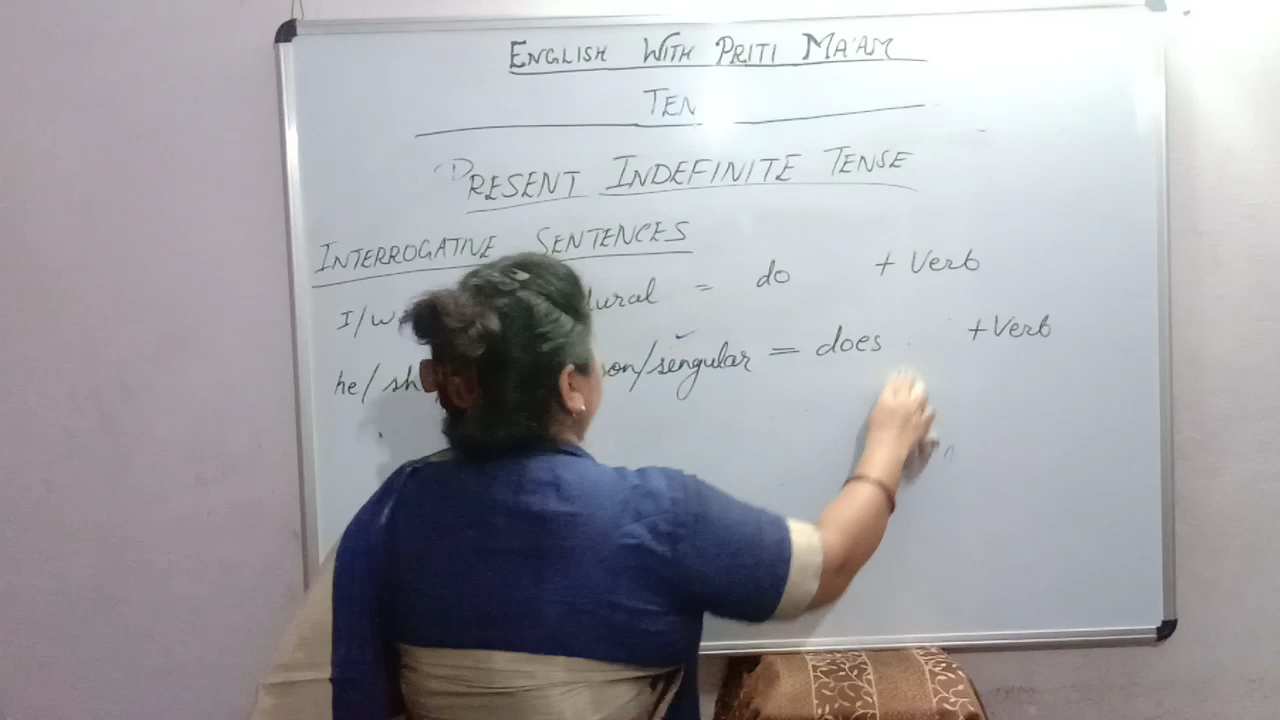 ENGLISH WITH PRITI MA'AM
TEN
PRESENT INDEFINITE TENSE
INTERROGATIVE SENTENCES
I/w lural = do + Verb
he/sh son/sengular = does + Verb